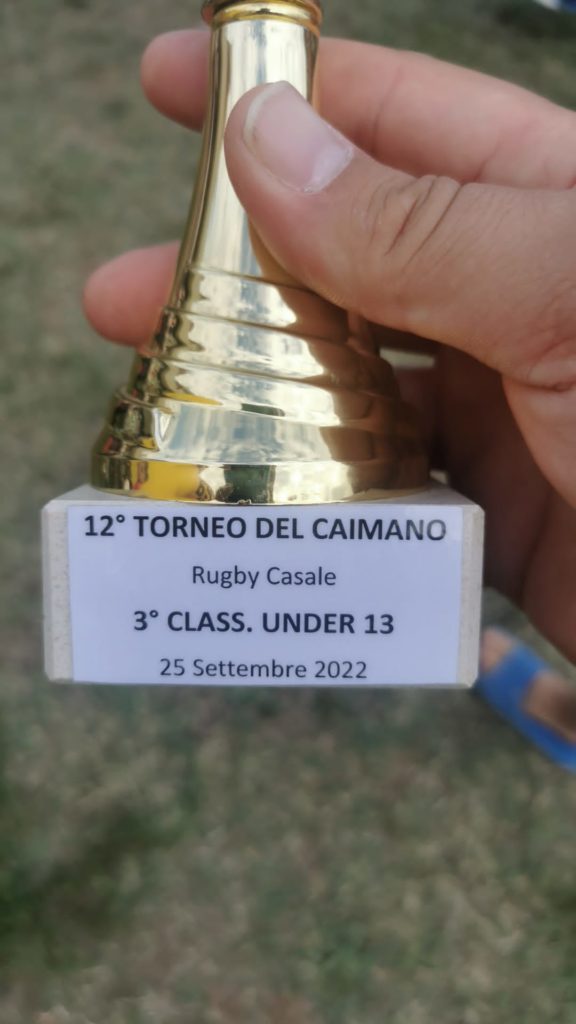 12° TORNEO DEL CAIMANO
Rugby Casale
3° CLASS. UNDER 13
25 Settembre 2022